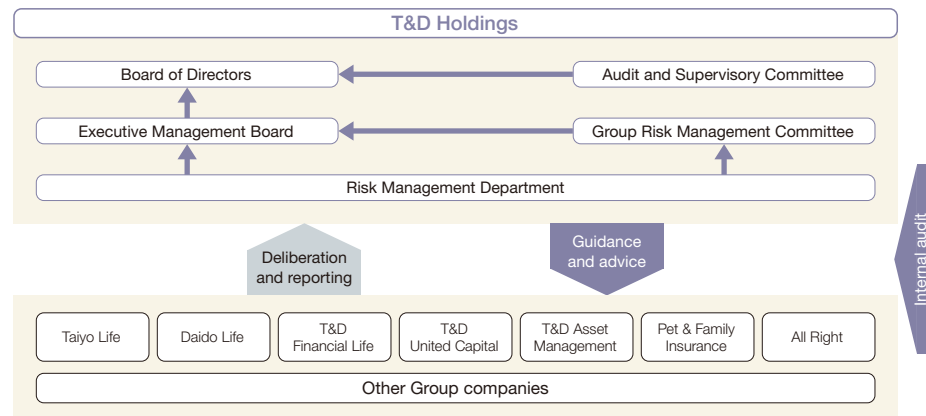 T&D Holdings
Board of Directors
Audit and Supervisory Committee
Executive Management Board
Group Risk Management Committee
Risk Management Department
Deliberation
and reporting
Guidance
and advice
Internal audit
Taiyo Life
Daido Life
T&D
Financial Life
T&D
United Capital
T&D Asset
Management
Pet & Family
Insurance
All Right
Other Group companies